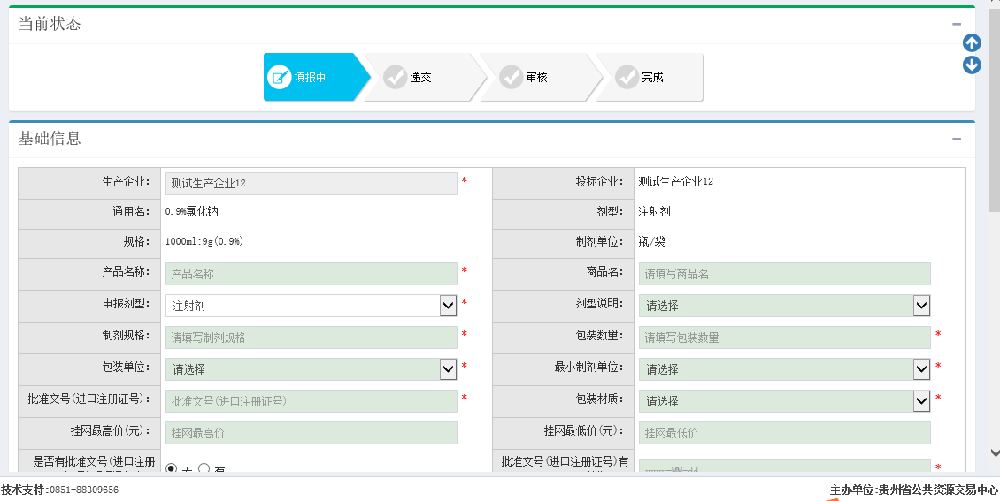 当前状态
填报中 递交 审核 完成
基础信息
生产企业： 测试生产企业12 * 投标企业： 测试生产企业12
通用名： 0.9%氯化钠 剂型： 注射剂
规格： 1000ml:9g(0.9%) 制剂单位： 瓶/袋
产品名称： 产品名称 * 商品名： 请填写商品名
申报剂型： 注射剂 * 剂型说明： 请选择
制剂规格： 请填写制剂规格 * 包装数量： 请填写包装数量 *
包装单位： 请选择 * 最小制剂单位： 请选择 *
批准文号(进口注册证号)： 批准文号(进口注册证号) * 包装材质： 请选择 *
挂网最高价(元)： 挂网最高价 挂网最低价(元)： 挂网最低价
是否有批准文号(进口注册 无 有 批准文号(进口注册证号)有 yyyy-MM-dd *
技术支持:0851-88309656 主办单位:贵州省公共资源交易中心